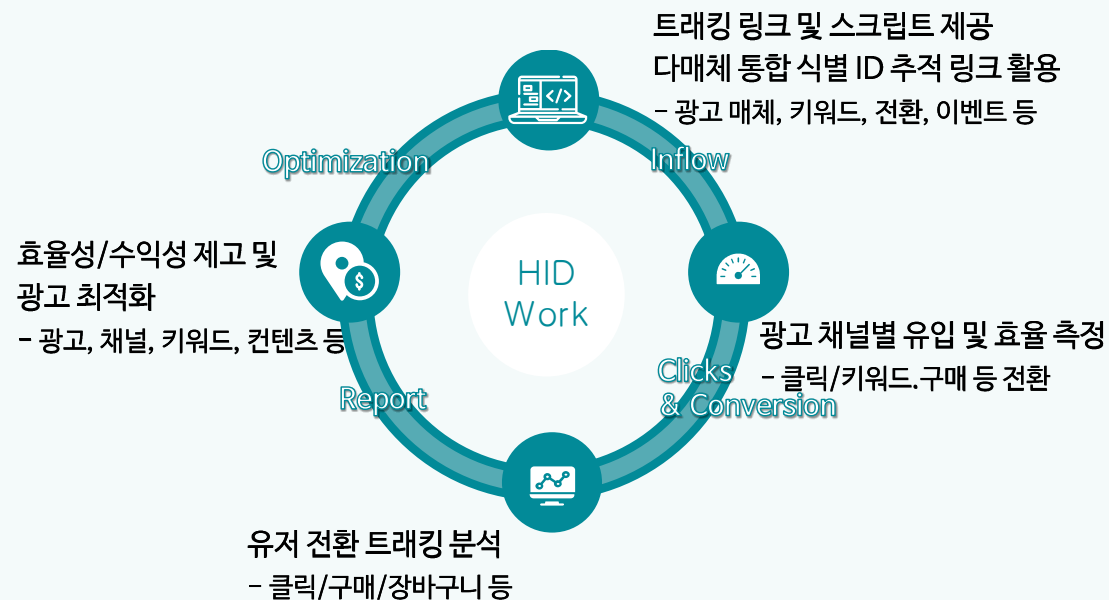 트래킹 링크 및 스크립트 제공
다매체 통합 식별 ID 추적 링크 활용
- 광고 매체, 키워드, 전환, 이벤트 등
Optimization
Inflow
효율성/수익성 제고 및
광고 최적화
- 광고, 채널, 키워드, 컨텐츠 등
HID
Work
광고 채널별 유입 및 효율 측정
- 클릭/키워드.구매 등 전환
Clicks
& Conversion
Report
유저 전환 트래킹 분석
- 클릭/구매/장바구니 등